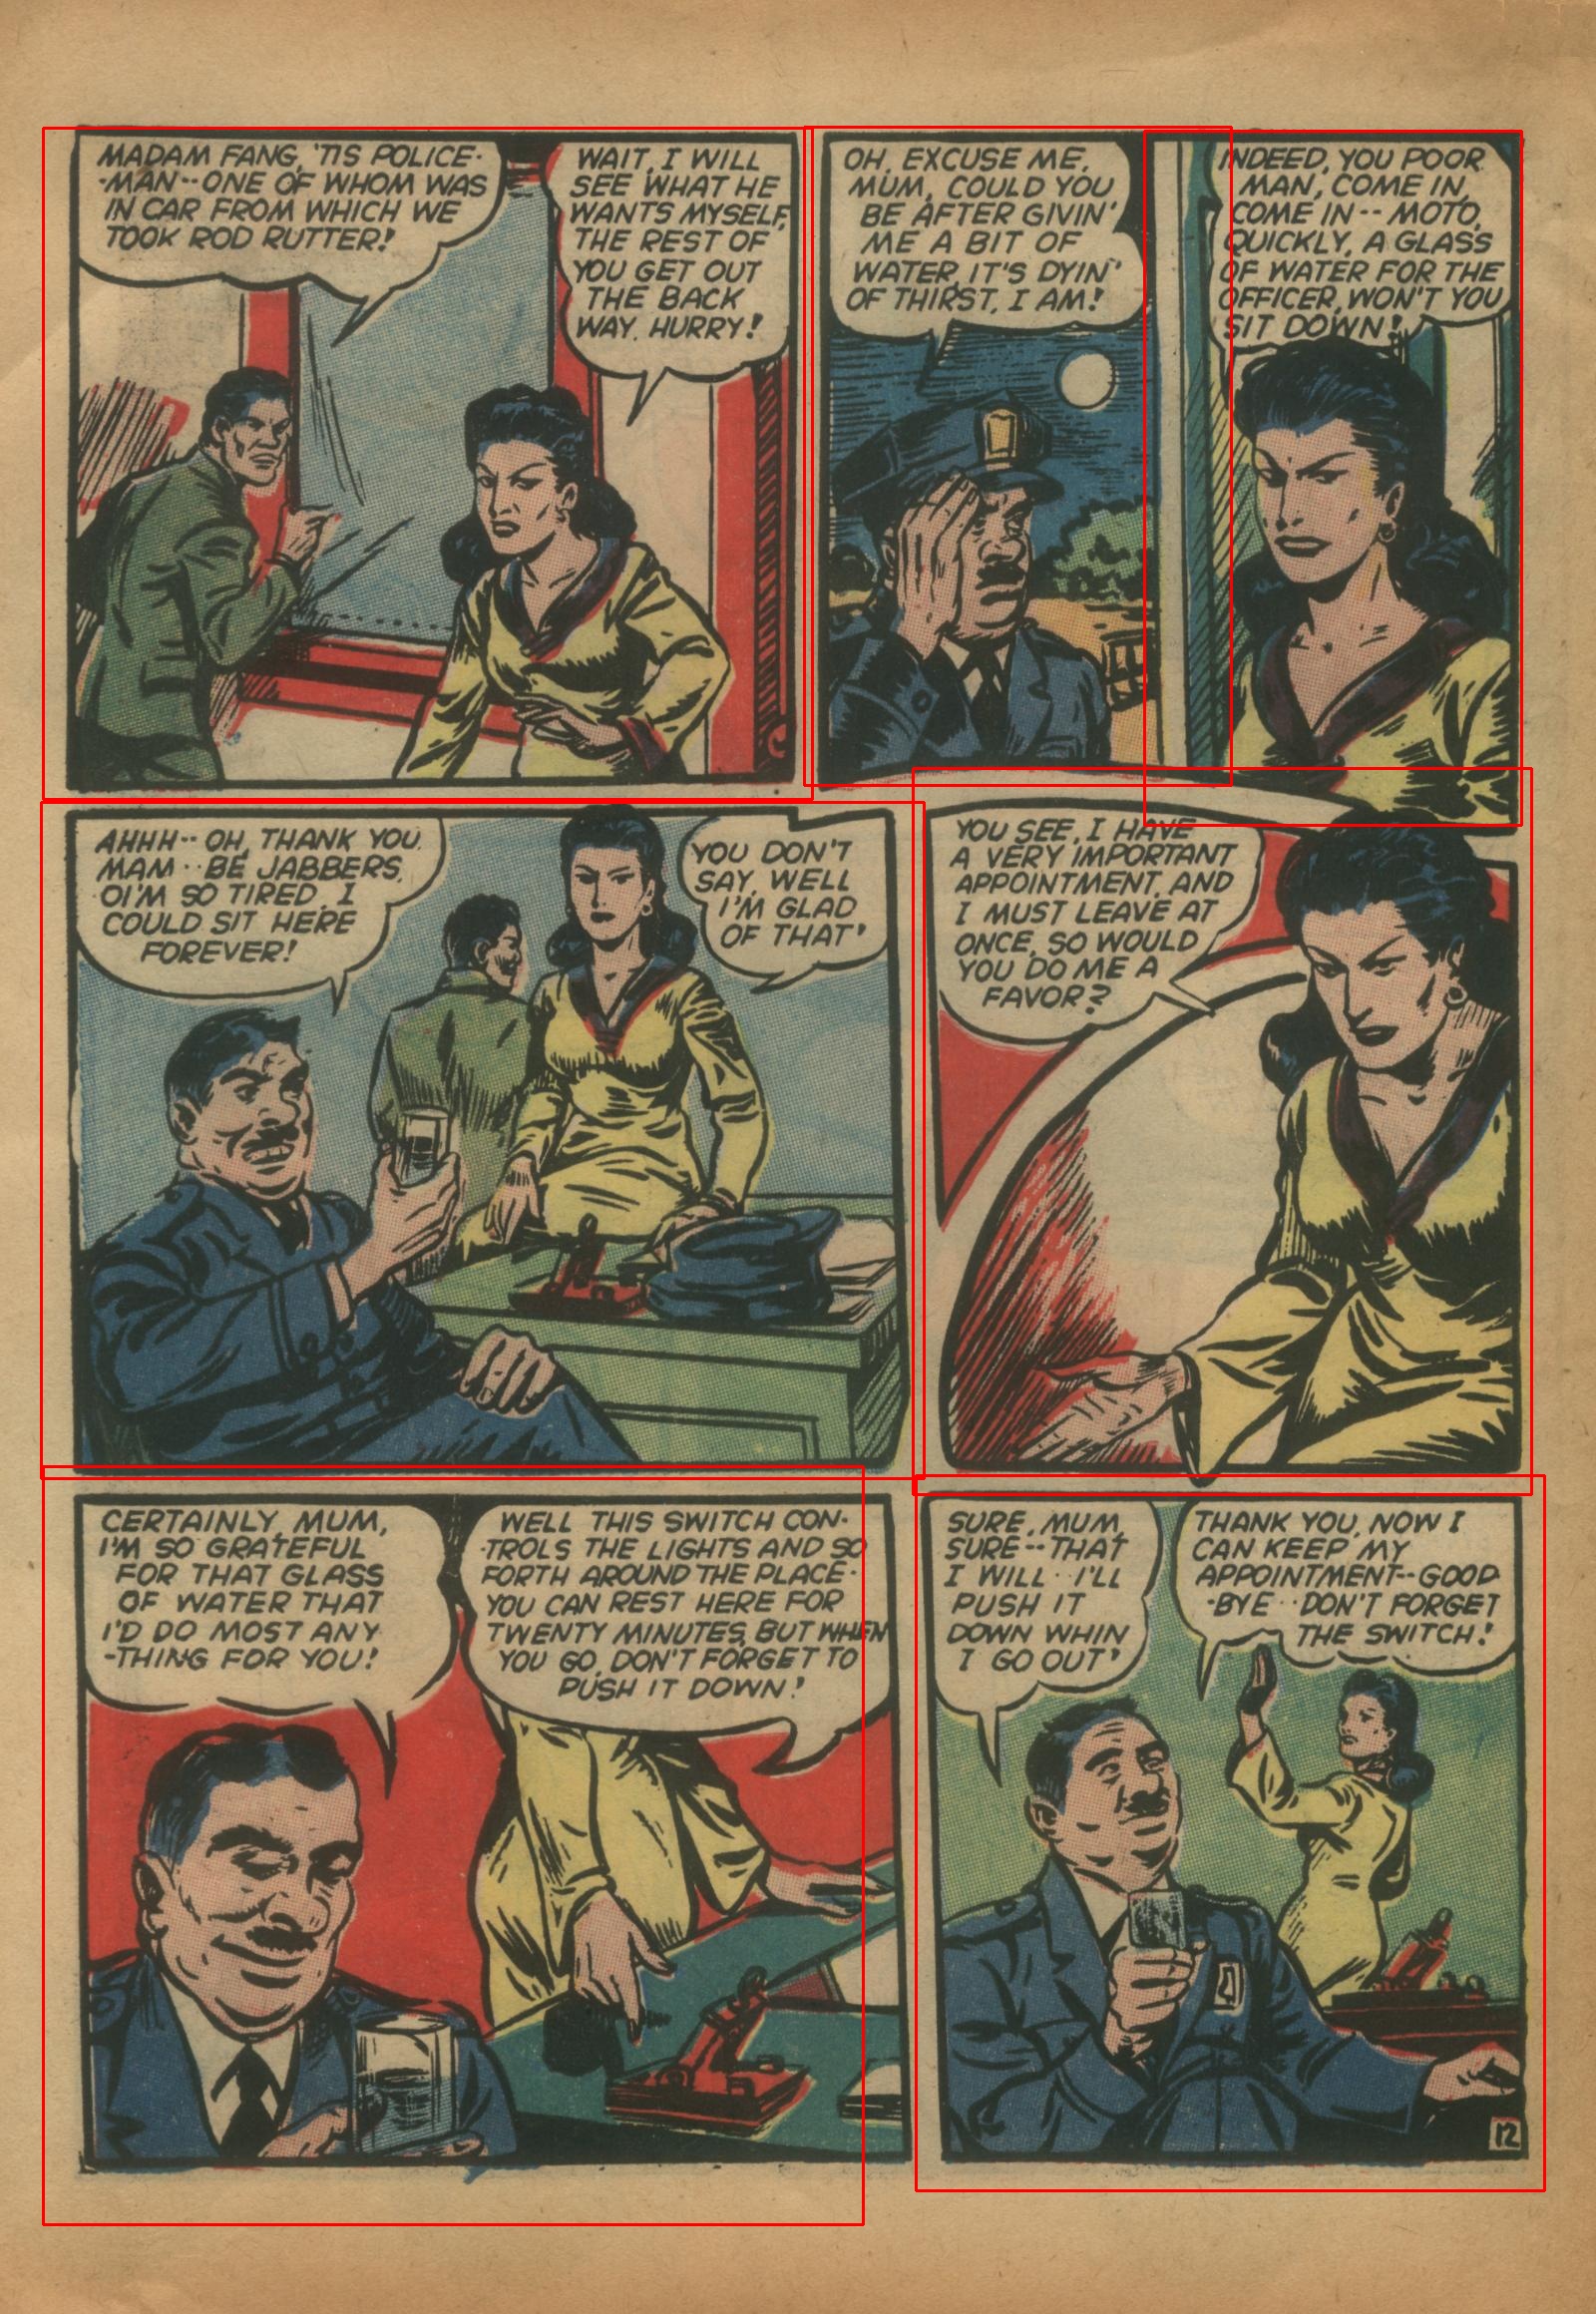 MADAM FANG, 'TIS POLICE-
-MAN--ONE OF WHOM WAS
IN CAR FROM WHICH WE
TOOK ROD RUTTER!
WAIT, I WILL
SEE WHAT HE
WANTS MYSELF,
THE REST OF
YOU GET OUT
THE BACK
WAY. HURRY!
OH, EXCUSE ME,
MUM, COULD YOU
BE AFTER GIVIN'
ME A BIT OF
WATER, IT'S DYIN'
OF THIRST, I AM!
INDEED, YOU POOR
MAN, COME IN,
COME IN-- MOTO,
QUICKLY, A GLASS
OF WATER FOR THE
OFFICER, WON'T YOU
SIT DOWN!
AHHH-- OH, THANK YOU,
MAM-- BE JABBERS,
OI'M SO TIRED, I
COULD SIT HERE
FOREVER!
YOU DON'T
SAY, WELL
I'M GLAD
OF THAT!
YOU SEE, I HAVE
A VERY IMPORTANT
APPOINTMENT, AND
I MUST LEAVE AT
ONCE, SO WOULD
YOU DO ME A
FAVOR?
CERTAINLY, MUM,
I'M SO GRATEFUL
FOR THAT GLASS
OF WATER THAT
I'D DO MOST ANY
-THING FOR YOU!
WELL THIS SWITCH CON-
-TROLS THE LIGHTS AND SO
FORTH AROUND THE PLACE-
YOU CAN REST HERE FOR
TWENTY MINUTES, BUT WHEN
YOU GO, DON'T FORGET TO
PUSH IT DOWN!
SURE, MUM,
SURE--THAT
I WILL-- I'LL
PUSH IT
DOWN WHIN
I GO OUT!
THANK YOU, NOW I
CAN KEEP MY
APPOINTMENT--GOOD
-BYE-- DON'T FORGET
THE SWITCH!
12